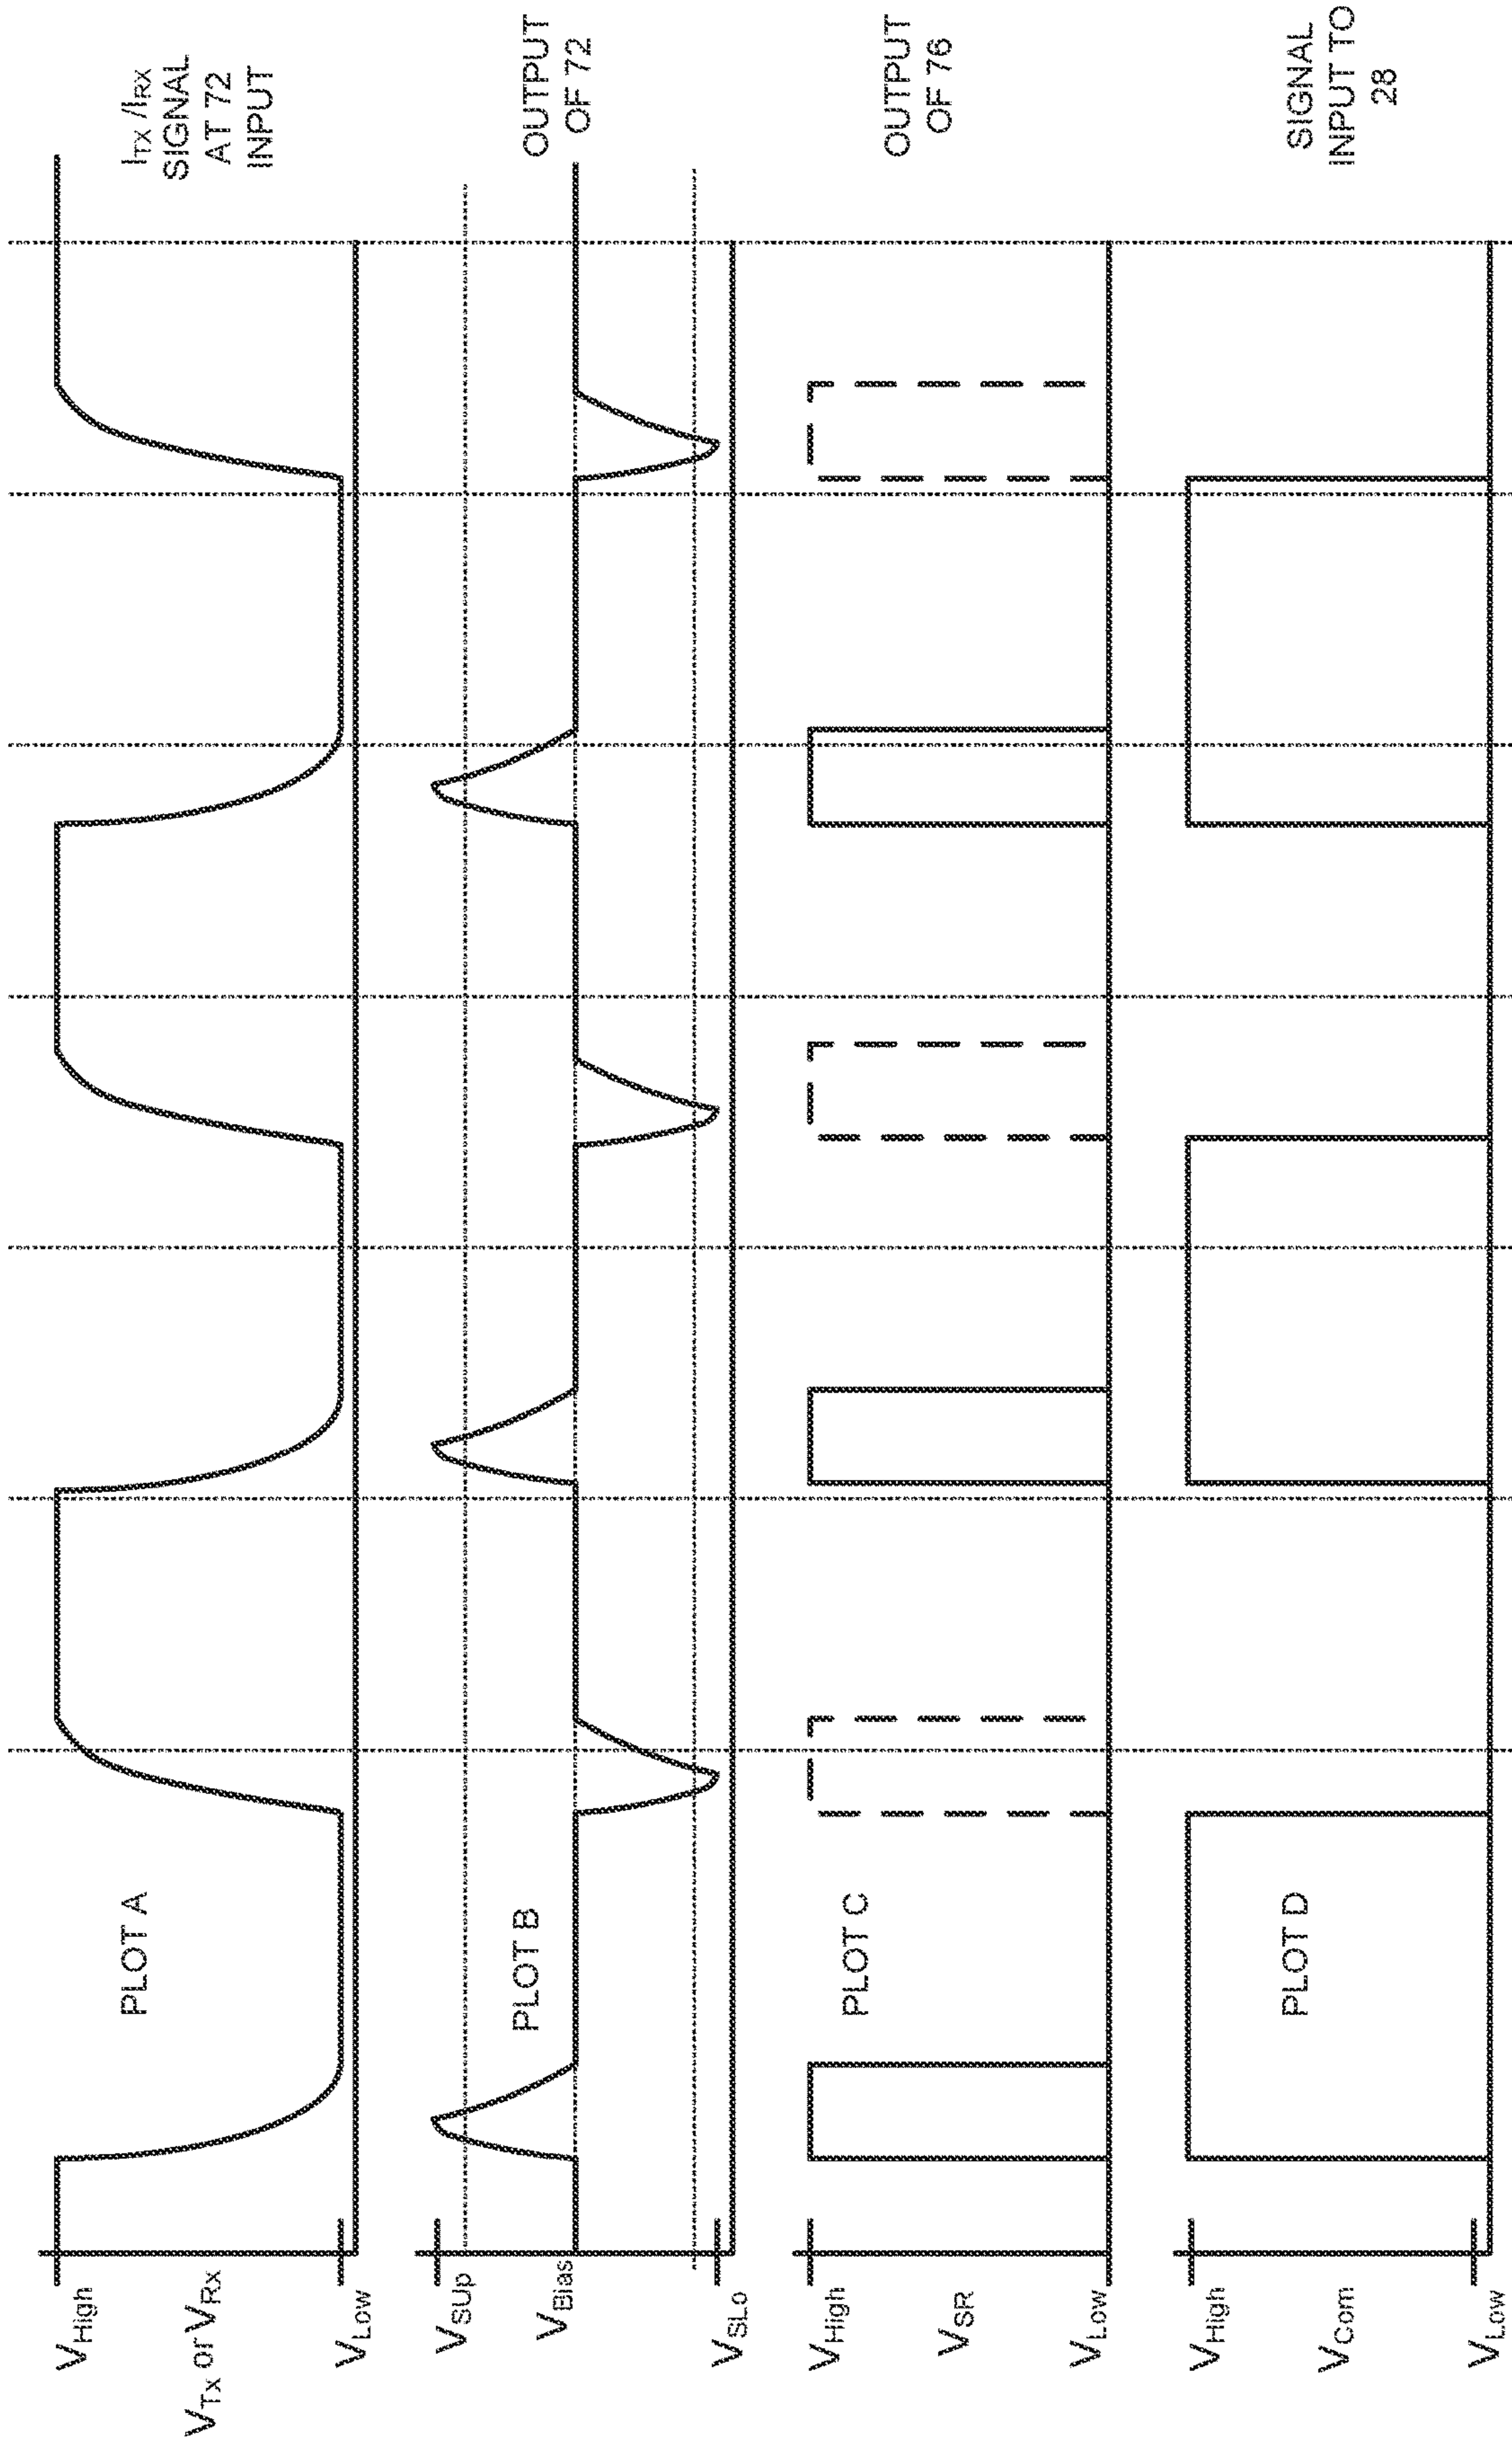 V_High
V_Tx or V_Rx
V_Low
PLOT A
I_TX /I_RX
SIGNAL
AT 72
INPUT
V_SUp
V_Bias
V_SLo
PLOT B
OUTPUT
OF 72
V_High
V_SR
V_Low
PLOT C
OUTPUT
OF 76
V_High
V_Com
V_Low
PLOT D
SIGNAL
INPUT TO
28